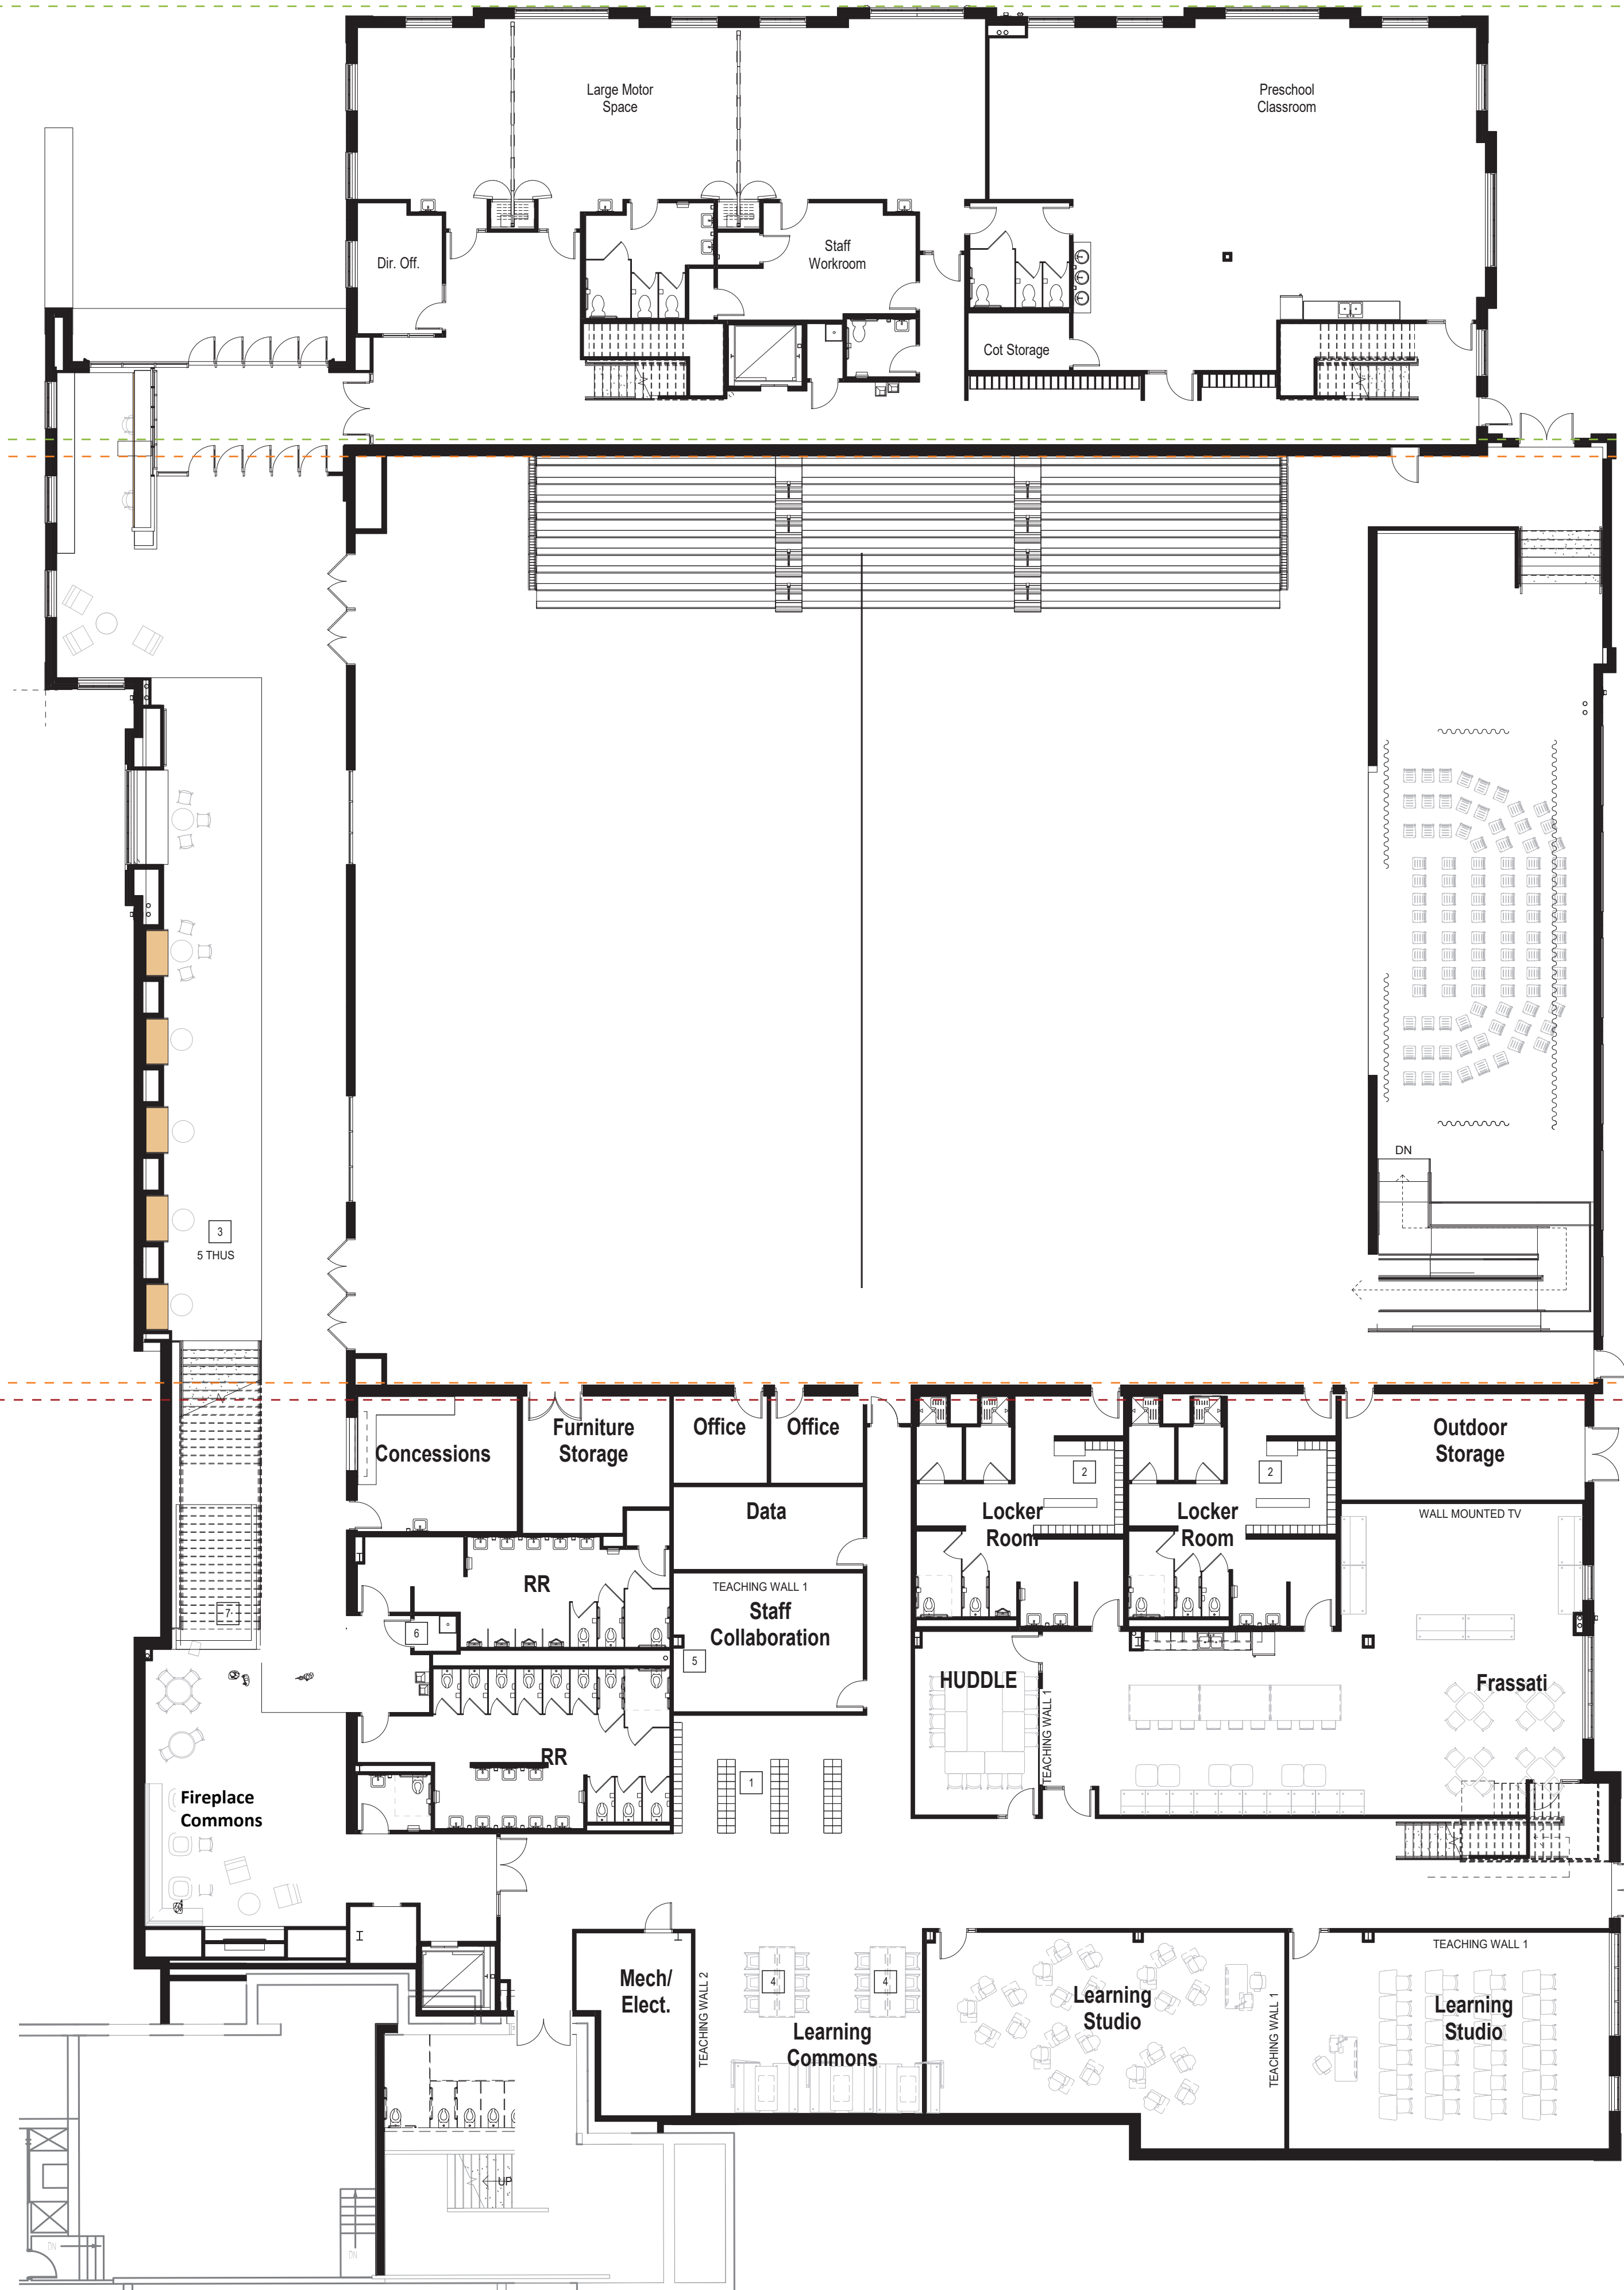 Large Motor
Space
Preschool
Classroom
Dir. Off.
Staff
Workroom
Cot Storage
DN
3
5 THUS
Concessions
Furniture
Storage
Office
Office
Outdoor
Storage
2
2
Data
Locker
Room
Locker
Room
WALL MOUNTED TV
RR
TEACHING WALL 1
Staff
Collaboration
7
6
5
HUDDLE
Frassati
TEACHING WALL 1
RR
1
Fireplace
Commons
Mech/
Elect.
TEACHING WALL 2
4
4
Learning
Commons
Learning
Studio
TEACHING WALL 1
TEACHING WALL 1
Learning
Studio
UP
DN
DN